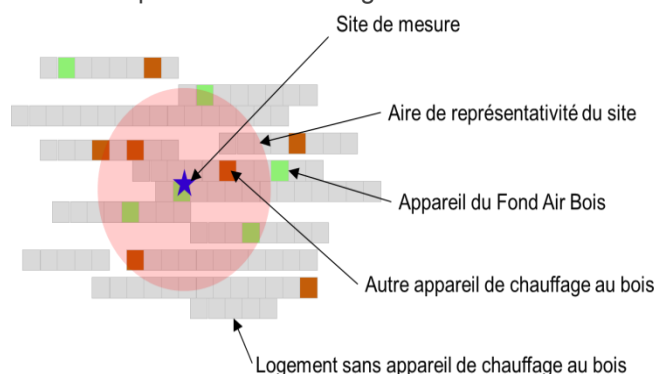 Site de mesure
Aire de représentativité du site
Appareil du Fond Air Bois
Autre appareil de chauffage au bois
Logement sans appareil de chauffage au bois